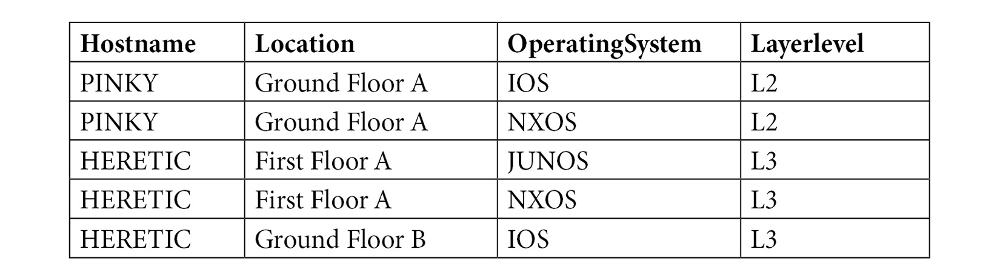 Hostname Location OperatingSystem Layerlevel
PINKY Ground Floor A IOS L2
PINKY Ground Floor A NXOS L2
HERETIC First Floor A JUNOS L3
HERETIC First Floor A NXOS L3
HERETIC Ground Floor B IOS L3